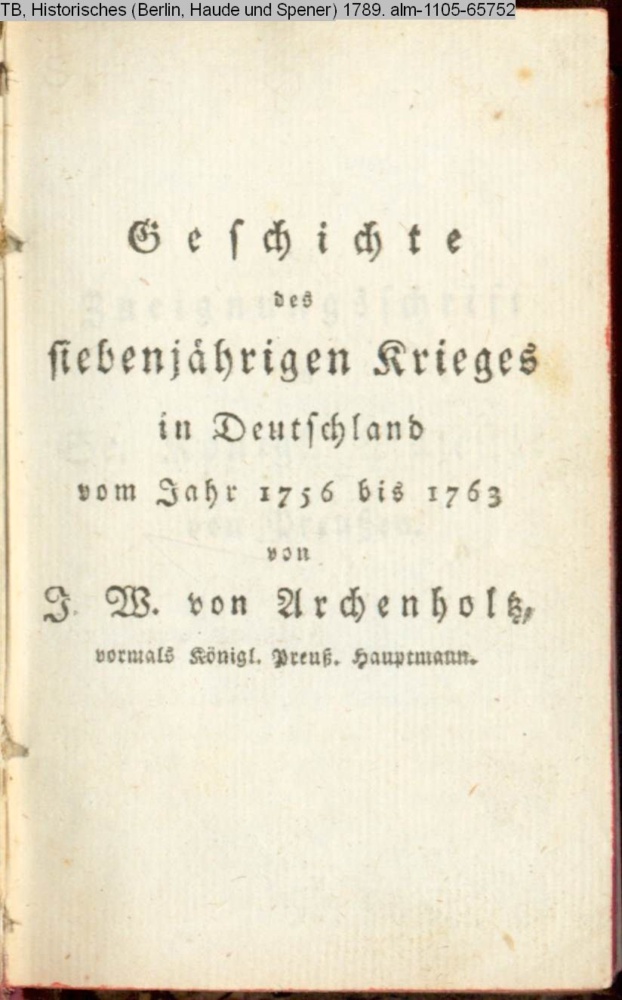 TB, Historisches (Berlin, Haude und Spener) 1789. alm-1105-65752
Geſchichte
des
ſiebenjährigen Krieges
in Deutſchland
vom Jahr 1756 bis 1763
von
J. W. von Archenholtz,
vormals Königl. Preuß. Hauptmann.